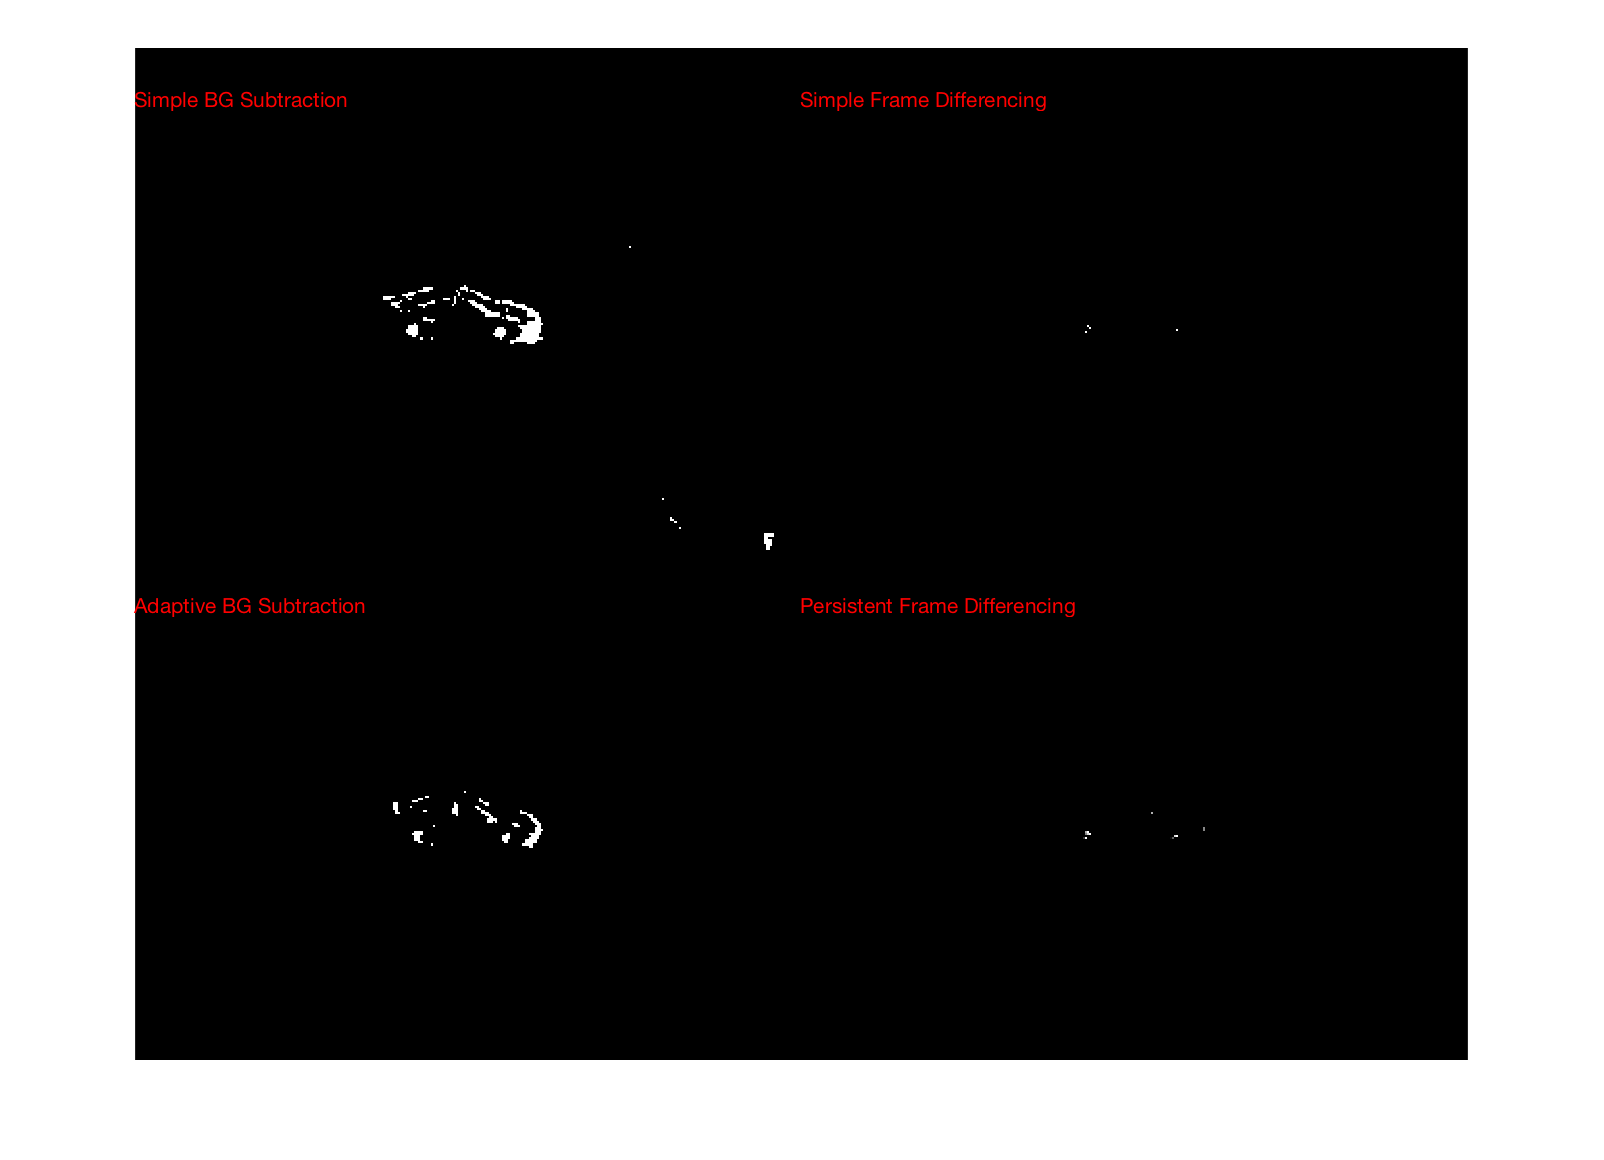 Simple BG Subtraction
Simple Frame Differencing
Adaptive BG Subtraction
Persistent Frame Differencing